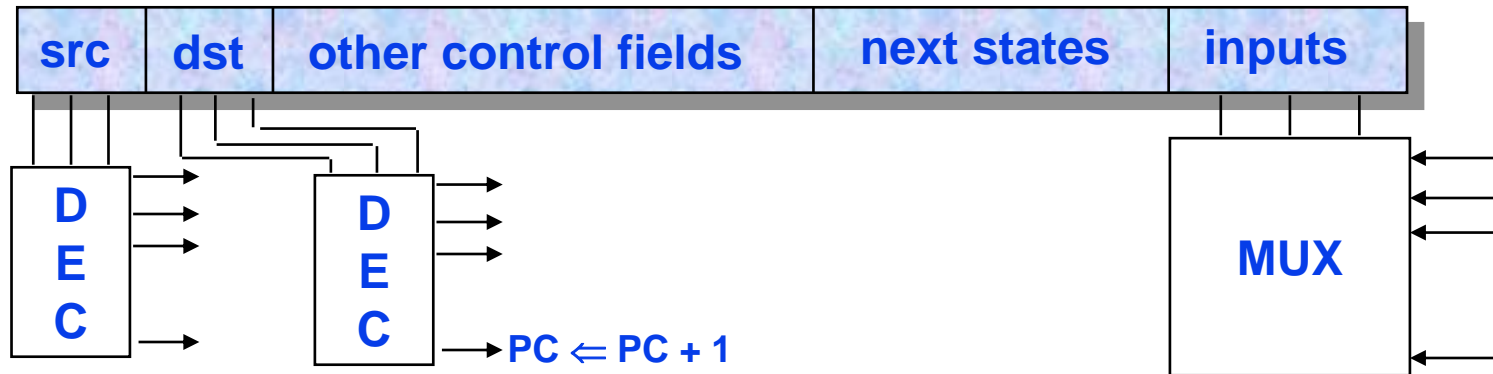 src dst other control fields next states inputs
D
E
C
D
E
C
PC ⇐ PC + 1
MUX